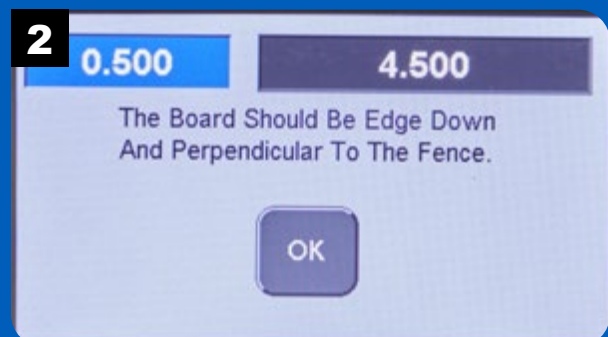 2
0.500 4.500
The Board Should Be Edge Down
And Perpendicular To The Fence.
OK